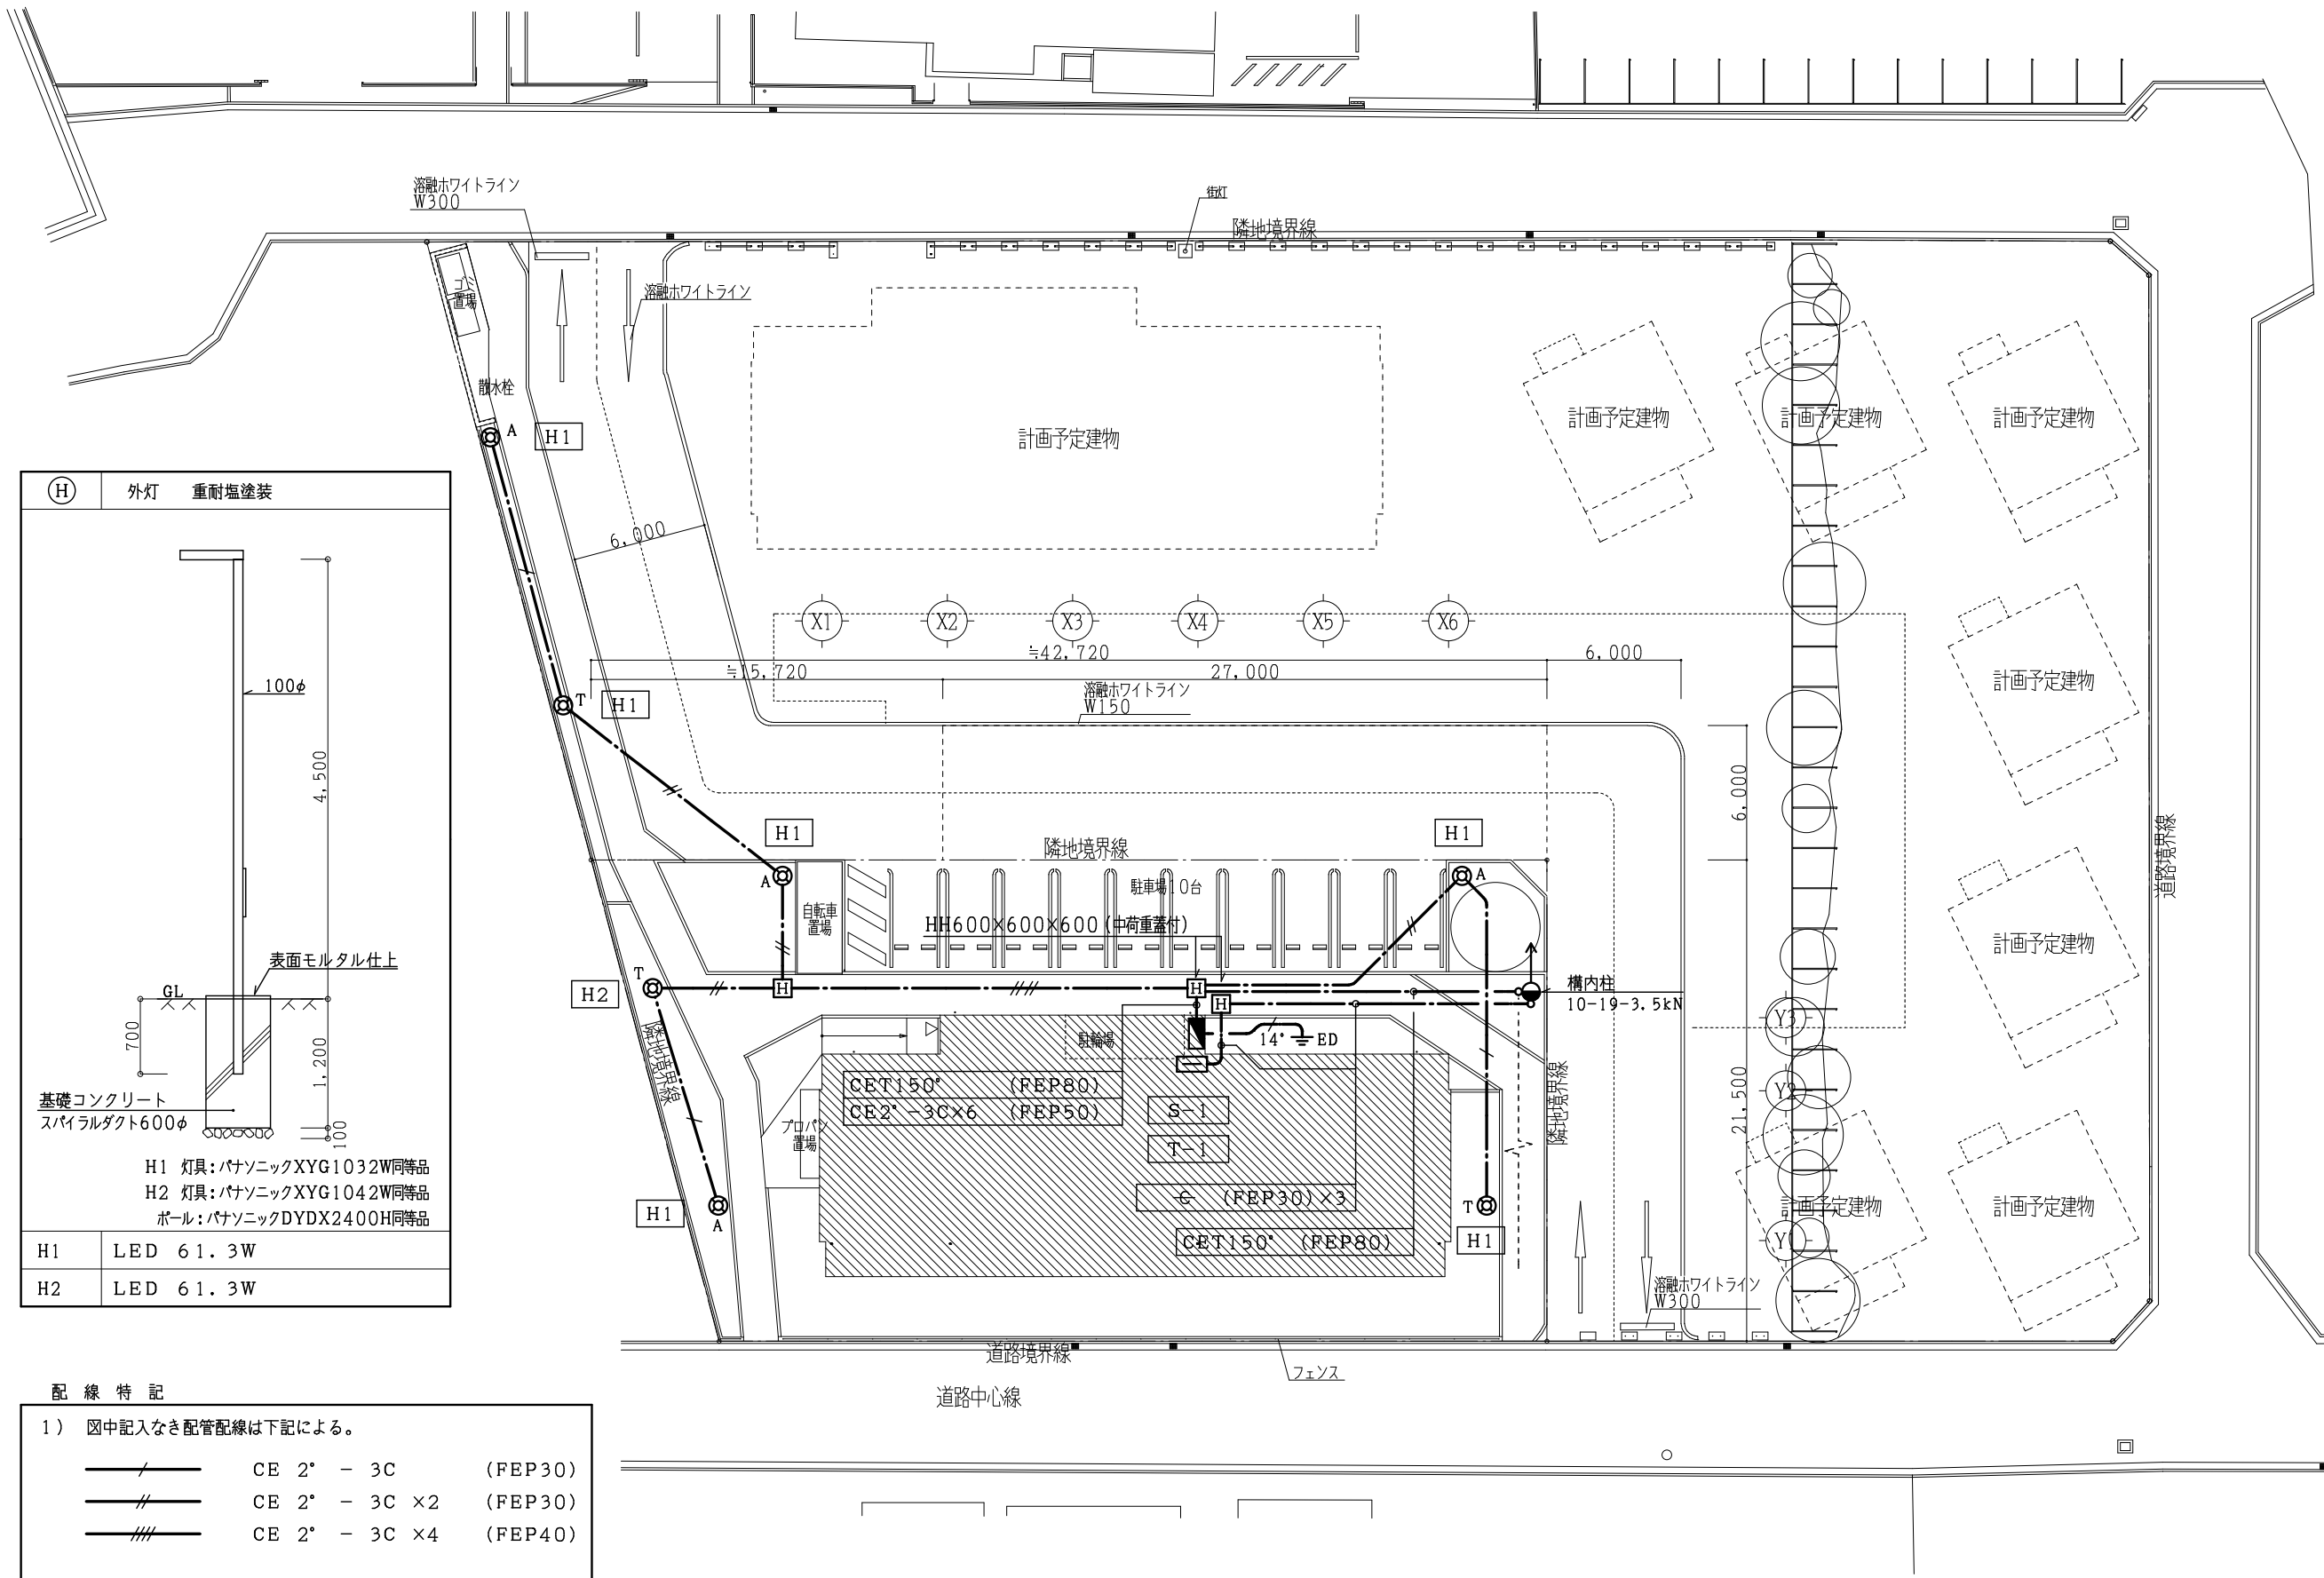 溶融ホワイトライン
W300
街灯
隣地境界線
ゴミ
置場
溶融ホワイトライン
散水栓
A
H1
計画予定建物
計画予定建物
計画予定建物
計画予定建物
H 外灯 重耐塩塗装
100φ
4,500
表面モルタル仕上
GL
700
1,200
100
基礎コンクリート
スパイラルダクト600φ
H1 灯具：パナソニックXYG1032W同等品
H2 灯具：パナソニックXYG1042W同等品
ポール：パナソニックDYDX2400H同等品
H1 LED 61.3W
H2 LED 61.3W
6,000
X1 X2 X3 X4 X5 X6
≒42,720
6,000
≒15,720
27,000
溶融ホワイトライン
W150
T
H1
計画予定建物
6,000
H1
H1
隣地境界線
A
A
駐車場10台
自転車
置場
HH600×600×600(中荷重蓋付)
道路境界線
計画予定建物
T
H2
H
H
H
構内柱
10-19-3.5kN
隣地境界線
駐輪場
14° ED
Y3
CET150° (FEP80)
CE2°-3C×6 (FEP50)
S-1
T-1
プロパン
置場
隣地境界線
Y2
21,500
C (FEP30)×3
CET150° (FEP80)
H1
A
T
H1
計画予定建物
計画予定建物
Y1
溶融ホワイトライン
W300
道路境界線
フェンス
道路中心線
配線特記
1) 図中記入なき配管配線は下記による。
CE 2° - 3C (FEP30)
CE 2° - 3C ×2 (FEP30)
CE 2° - 3C ×4 (FEP40)